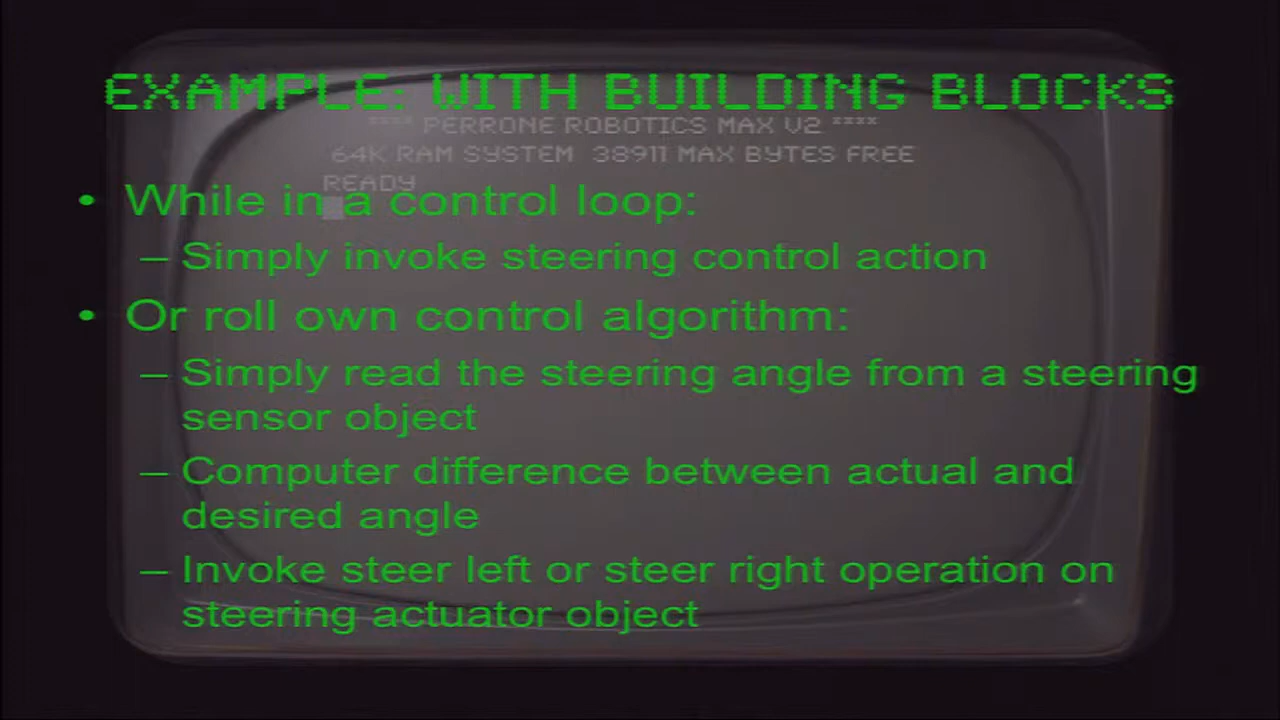 EXAMPLE: WITH BUILDING BLOCKS
**** PERRONE ROBOTICS MAX V2 ****
64K RAM SYSTEM 38911 MAX BYTES FREE
READY
• While in a control loop:
– Simply invoke steering control action
• Or roll own control algorithm:
– Simply read the steering angle from a steering
sensor object
– Computer difference between actual and
desired angle
– Invoke steer left or steer right operation on
steering actuator object